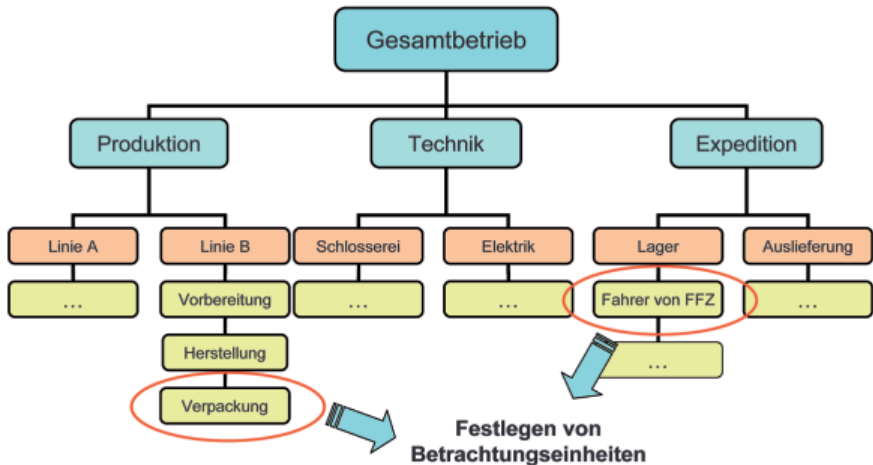 Gesamtbetrieb
Produktion
Technik
Expedition
Linie A
Linie B
Schlosserei
Elektrik
Lager
Auslieferung
...
Vorbereitung
...
...
Fahrer von FFZ
...
Herstellung
...
Verpackung
Festlegen von
Betrachtungseinheiten